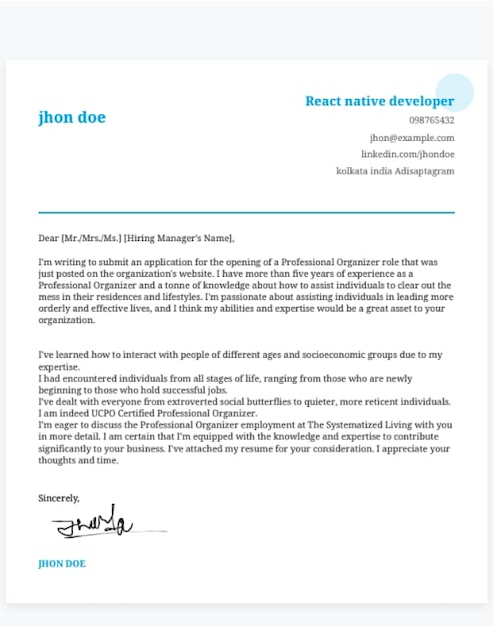 jhon doe
React native developer
098765432
jhon@example.com
linkedin.com/jhondoe
kolkata india Adisaptagram
Dear [Mr./Mrs./Ms.] [Hiring Manager's Name],
I'm writing to submit an application for the opening of a Professional Organizer role that was
just posted on the organization's website. I have more than five years of experience as a
Professional Organizer and a tonne of knowledge about how to assist individuals to clear out the
mess in their residences and lifestyles. I'm passionate about assisting individuals in leading more
orderly and effective lives, and I think my abilities and expertise would be a great asset to your
organization.
I've learned how to interact with people of different ages and socioeconomic groups due to my
expertise.
I had encountered individuals from all stages of life, ranging from those who are newly
beginning to those who hold successful jobs.
I've dealt with everyone from extroverted social butterflies to quieter, more reticent individuals.
I am indeed UCPO Certified Professional Organizer.
I'm eager to discuss the Professional Organizer employment at The Systematized Living with you
in more detail. I am certain that I'm equipped with the knowledge and expertise to contribute
significantly to your business. I've attached my resume for your consideration. I appreciate your
thoughts and time.
Sincerely,
JHON DOE